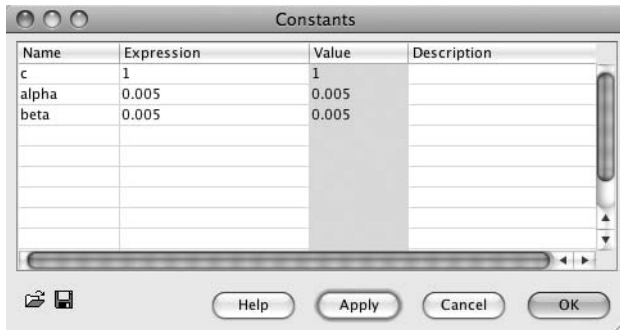 Constants
Name Expression Value Description
c 1 1
alpha 0.005 0.005
beta 0.005 0.005
Help Apply Cancel OK